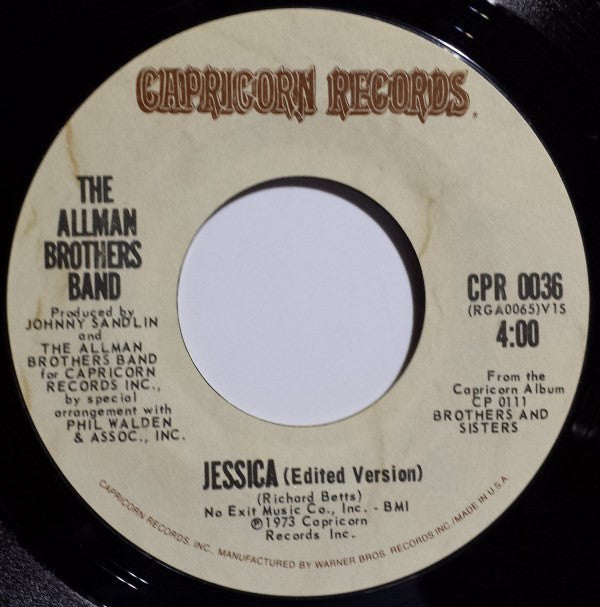 CAPRICORN RECORDS.
THE
ALLMAN
BROTHERS
BAND
Produced by
JOHNNY SANDLIN
and
THE ALLMAN
BROTHERS BAND
for CAPRICORN
RECORDS INC.,
by special
arrangement with
PHIL WALDEN
& ASSOC., INC.
CPR 0036
(RGA0065)V1S
4:00
From the
Capricorn Album
CP 0111
BROTHERS AND
SISTERS
JESSICA (Edited Version)
(Richard Betts)
No Exit Music Co., Inc. - BMI
℗1973 Capricorn
Records Inc.
CAPRICORN RECORDS, INC. MANUFACTURED BY WARNER BROS. RECORDS INC./MADE IN U.S.A